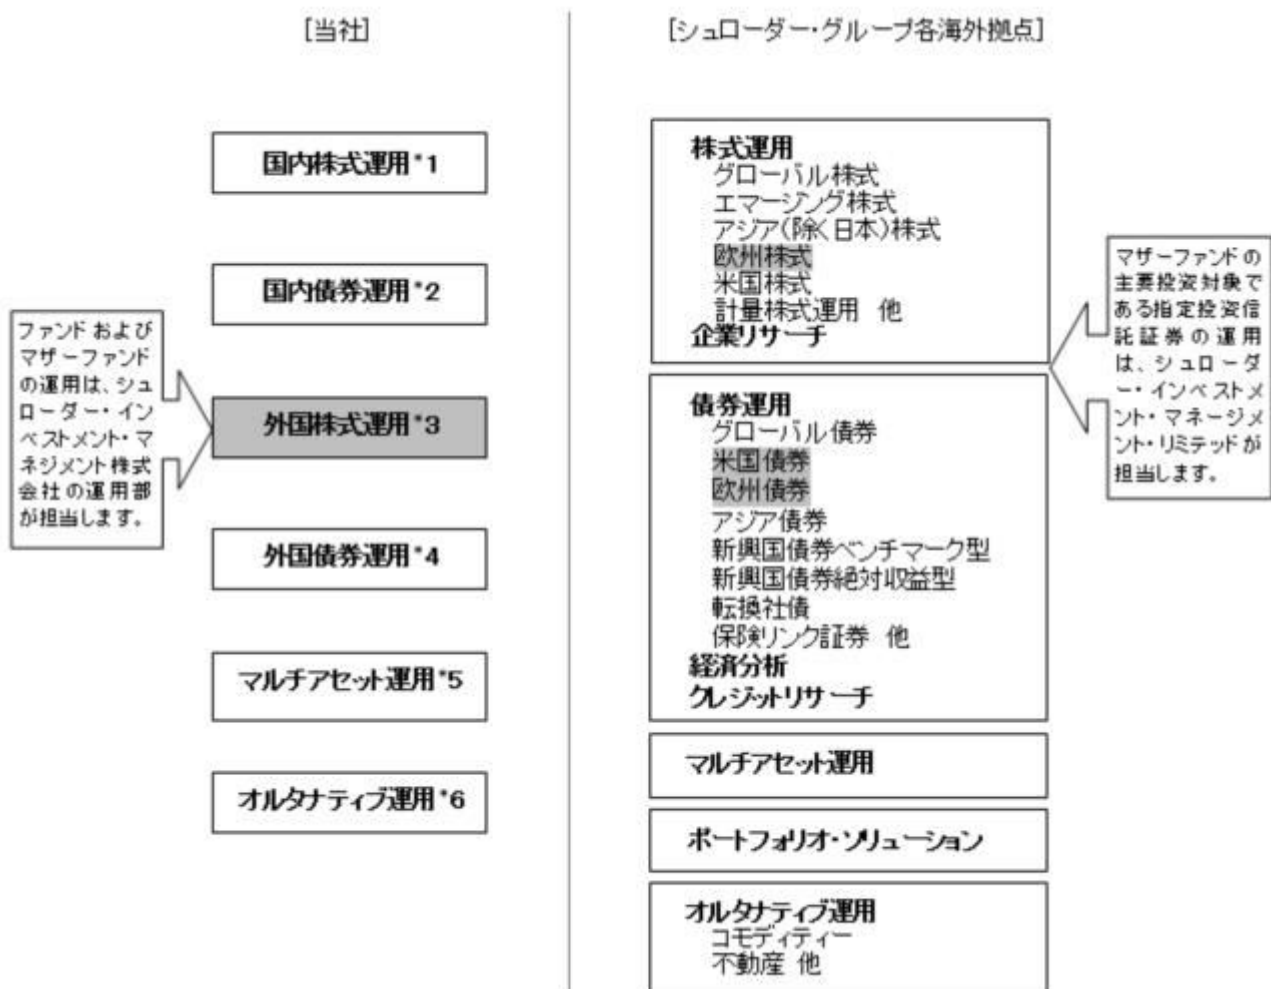 [当社]
[シュローダー・グループ各海外拠点]
国内株式運用*1
国内債券運用*2
ファンドおよび
マザーファンド
の運用は、シュ
ローダー・イン
ベストメント・マ
ネジメント株式
会社の運用部
が担当します。
外国株式運用*3
外国債券運用*4
マルチアセット運用*5
オルタナティブ運用*6
株式運用
グローバル株式
エマージング株式
アジア(除く日本)株式
欧州株式
米国株式
計量株式運用 他
企業リサーチ
マザーファンドの
主要投資対象で
ある指定投資信
託証券の運用
は、シュローダ
ー・インベストメ
ント・マネージメ
ント・リミテッドが
担当します。
債券運用
グローバル債券
米国債券
欧州債券
アジア債券
新興国債券ベンチマーク型
新興国債券絶対収益型
転換社債
保険リンク証券 他
経済分析
クレジットリサーチ
マルチアセット運用
ポートフォリオ・ソリューション
オルタナティブ運用
コモディティー
不動産 他